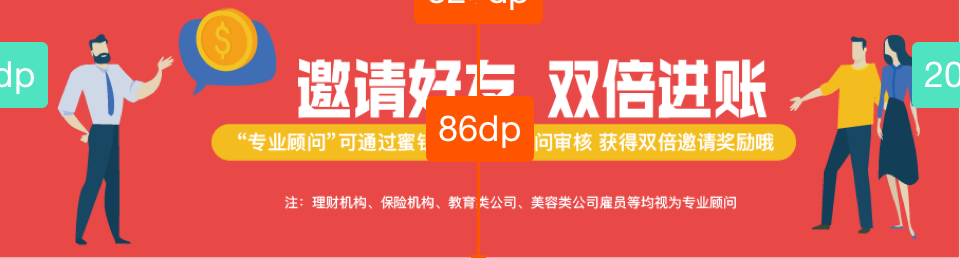 dp
20
邀请好友 双倍进账
86dp
“专业顾问”可通过蜜 问审核 获得双倍邀请奖励哦
注：理财机构、保险机构、教育类公司、美容类公司雇员等均视为专业顾问